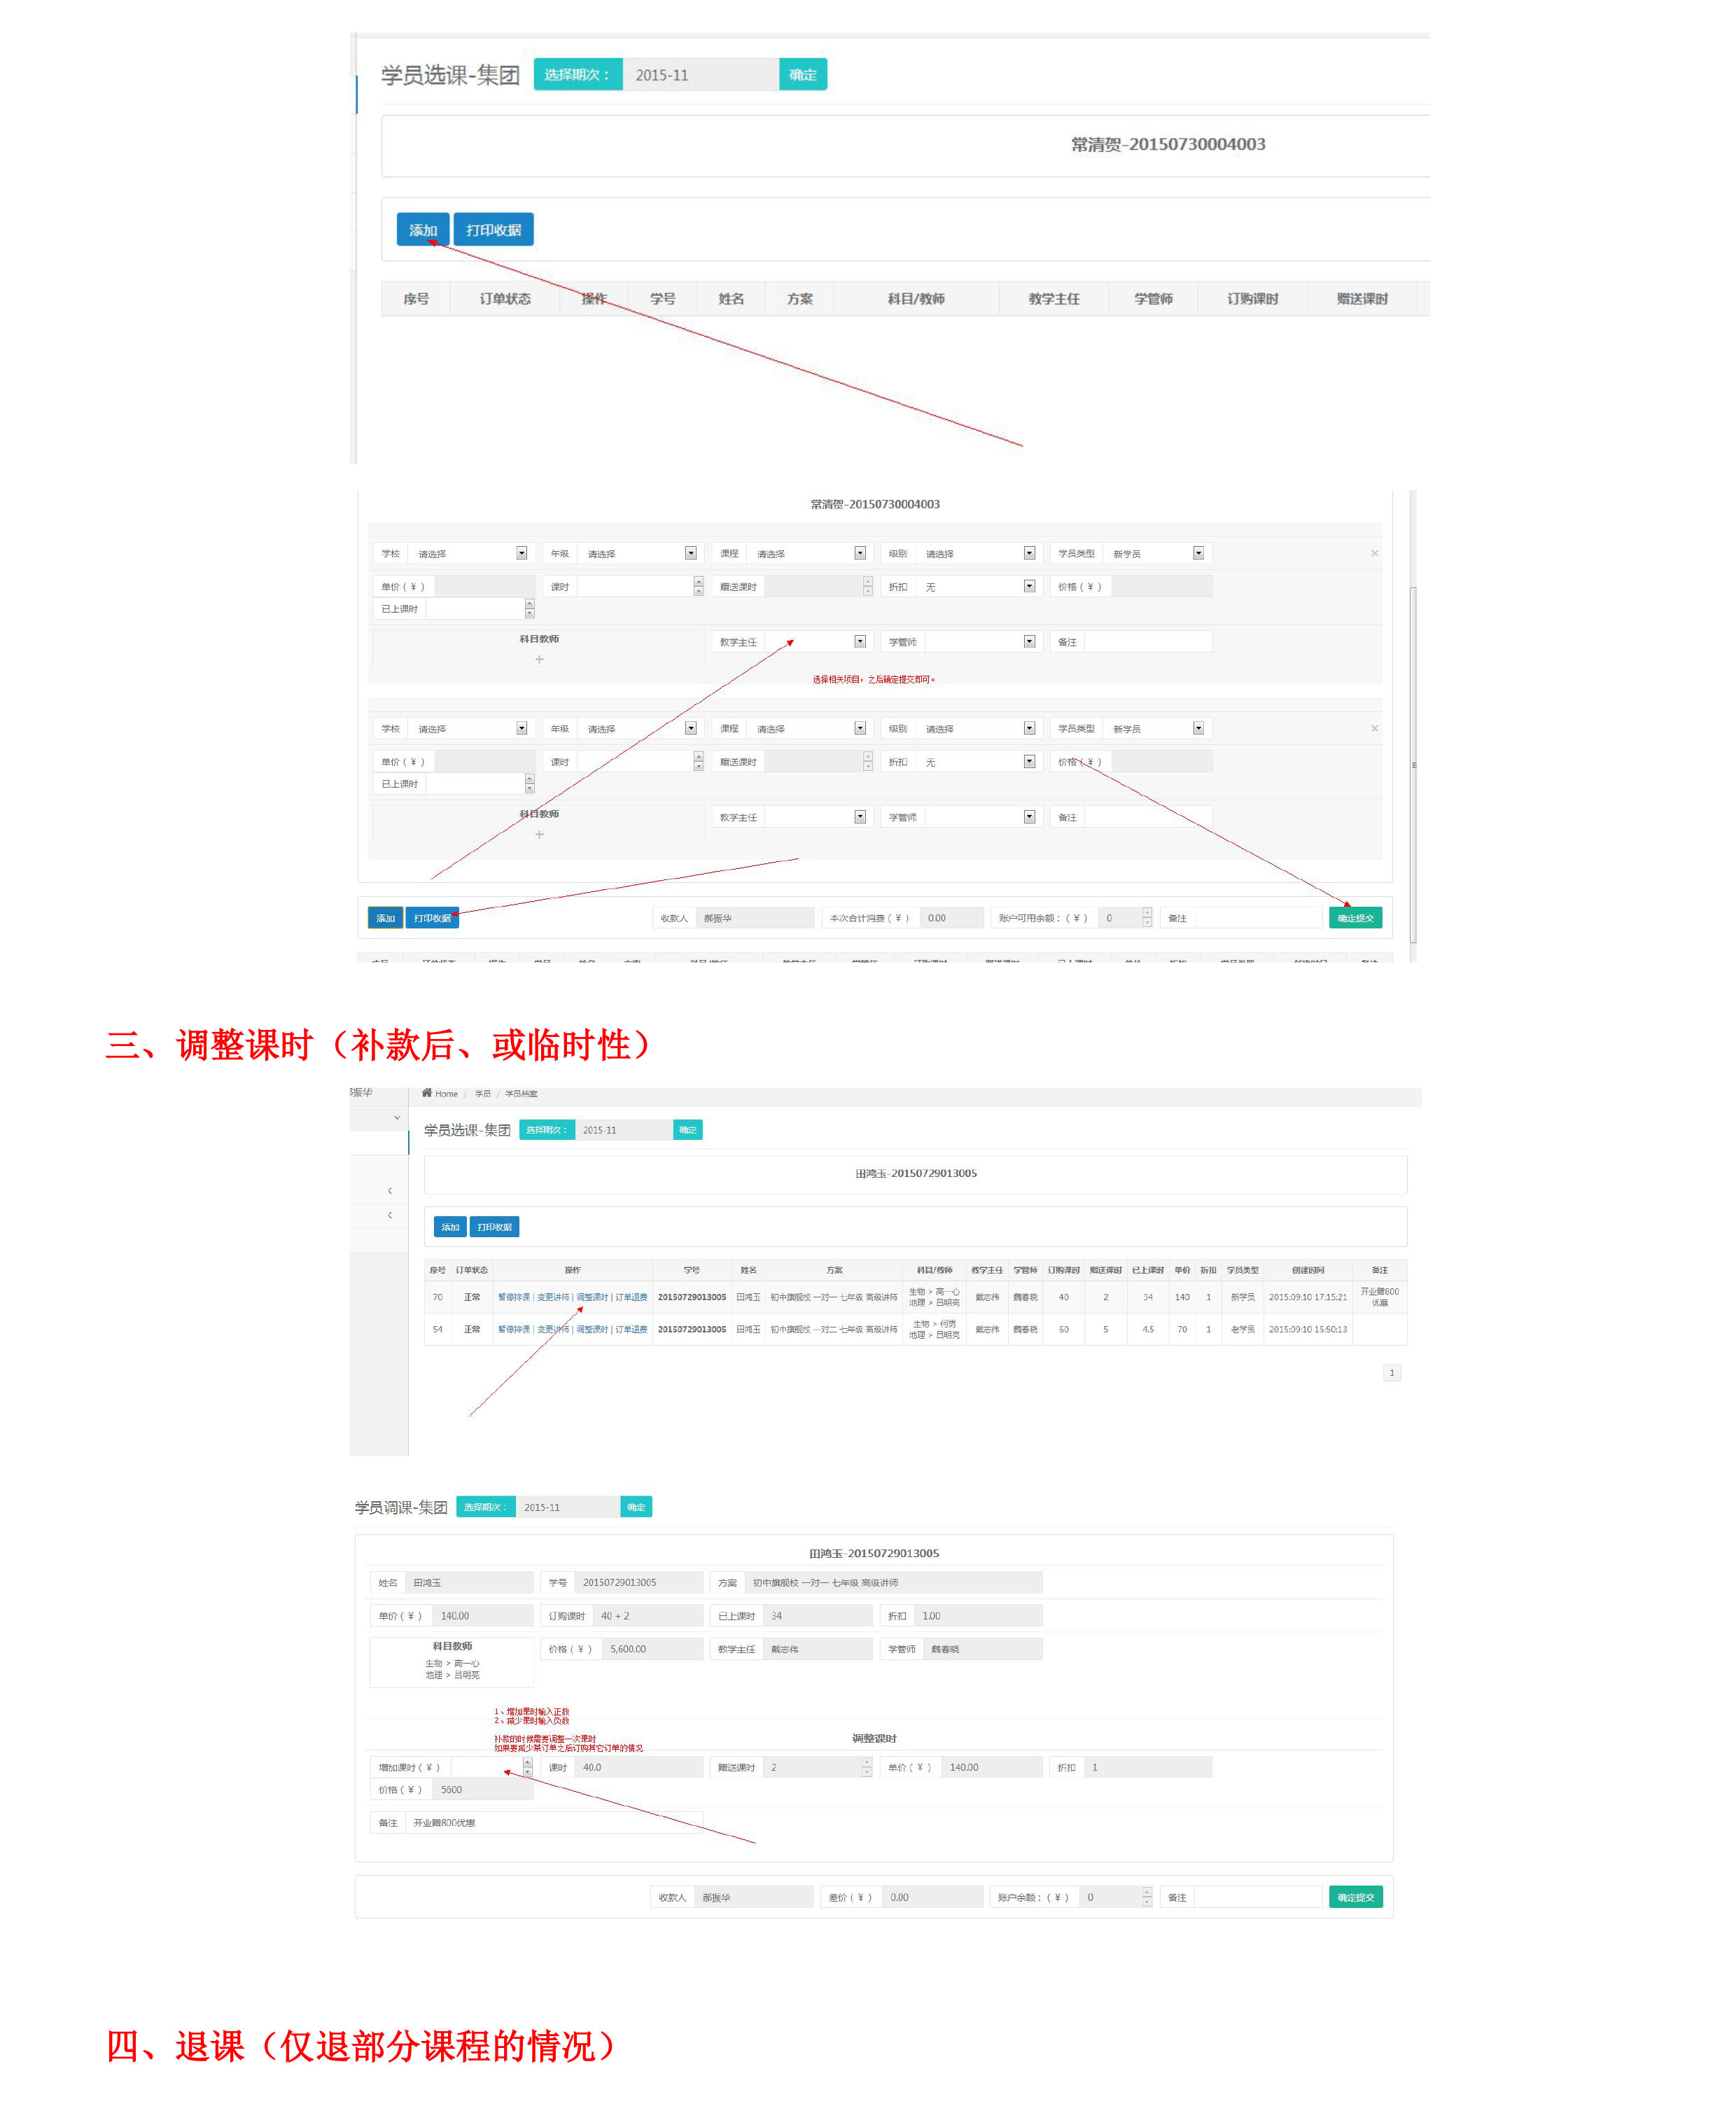 学员选课-集团 选择期次： 2015-11 确定
常清贺-20150730004003
添加 打印收据
序号 订单状态 操作 学号 姓名 方案 科目/教师 教学主任 学管师 订购课时 赠送课时
常清贺-20150730004003
学校 请选择 年级 请选择 课程 请选择 级别 请选择 学员类型 新学员 ×
单价(￥) 课时 赠送课时 折扣 无 价格(￥)
已上课时
科目教师 教学主任 学管师 备注
+
选择相关项目，之后确定提交即可。
学校 请选择 年级 请选择 课程 请选择 级别 请选择 学员类型 新学员 ×
单价(￥) 课时 赠送课时 折扣 无 价格(￥)
已上课时
科目教师 教学主任 学管师 备注
+
添加 打印收据 收款人 郝振华 本次合计消费(￥) 0.00 账户可用余额：(￥) 0 备注 确定提交
三、调整课时（补款后、或临时性）
振华 Home / 学员 / 学员档案
学员选课-集团 选择期次： 2015-11 确定
田鸿玉-20150729013005
添加 打印收据
序号 订单状态 操作 学号 姓名 方案 科目/教师 教学主任 学管师 订购课时 赠送课时 已上课时 单价 折扣 学员类型 创建时间 备注
70 正常 暂停排课 | 变更讲师 | 调整课时 | 订单退费 20150729013005 田鸿玉 初中旗舰校 一对一 七年级 高级讲师 生物 > 高一心 地理 > 吕明亮 戴志伟 魏春晓 40 2 34 140 1 新学员 2015:09:10 17:15:21 开业赠800优惠
54 正常 暂停排课 | 变更讲师 | 调整课时 | 订单退费 20150729013005 田鸿玉 初中旗舰校 一对二 七年级 高级讲师 生物 > 何男 地理 > 吕明亮 戴志伟 魏春晓 60 5 4.5 70 1 老学员 2015:09:10 15:50:13
1
学员调课-集团 选择期次： 2015-11 确定
田鸿玉-20150729013005
姓名 田鸿玉 学号 20150729013005 方案 初中旗舰校 一对一 七年级 高级讲师
单价(￥) 140.00 订购课时 40 + 2 已上课时 34 折扣 1.00
科目教师 价格(￥) 5,600.00 教学主任 戴志伟 学管师 魏春晓
生物 > 高一心
地理 > 吕明亮
1、增加课时输入正数
2、减少课时输入负数
补款的时候需要调整一次课时
如果要减少某订单之后订购其它订单的情况
调整课时
增加课时(￥) 课时 40.0 赠送课时 2 单价(￥) 140.00 折扣 1
价格(￥) 5600
备注 开业赠800优惠
收款人 郝振华 差价(￥) 0.00 账户余额：(￥) 0 备注 确定提交
四、退课（仅退部分课程的情况）